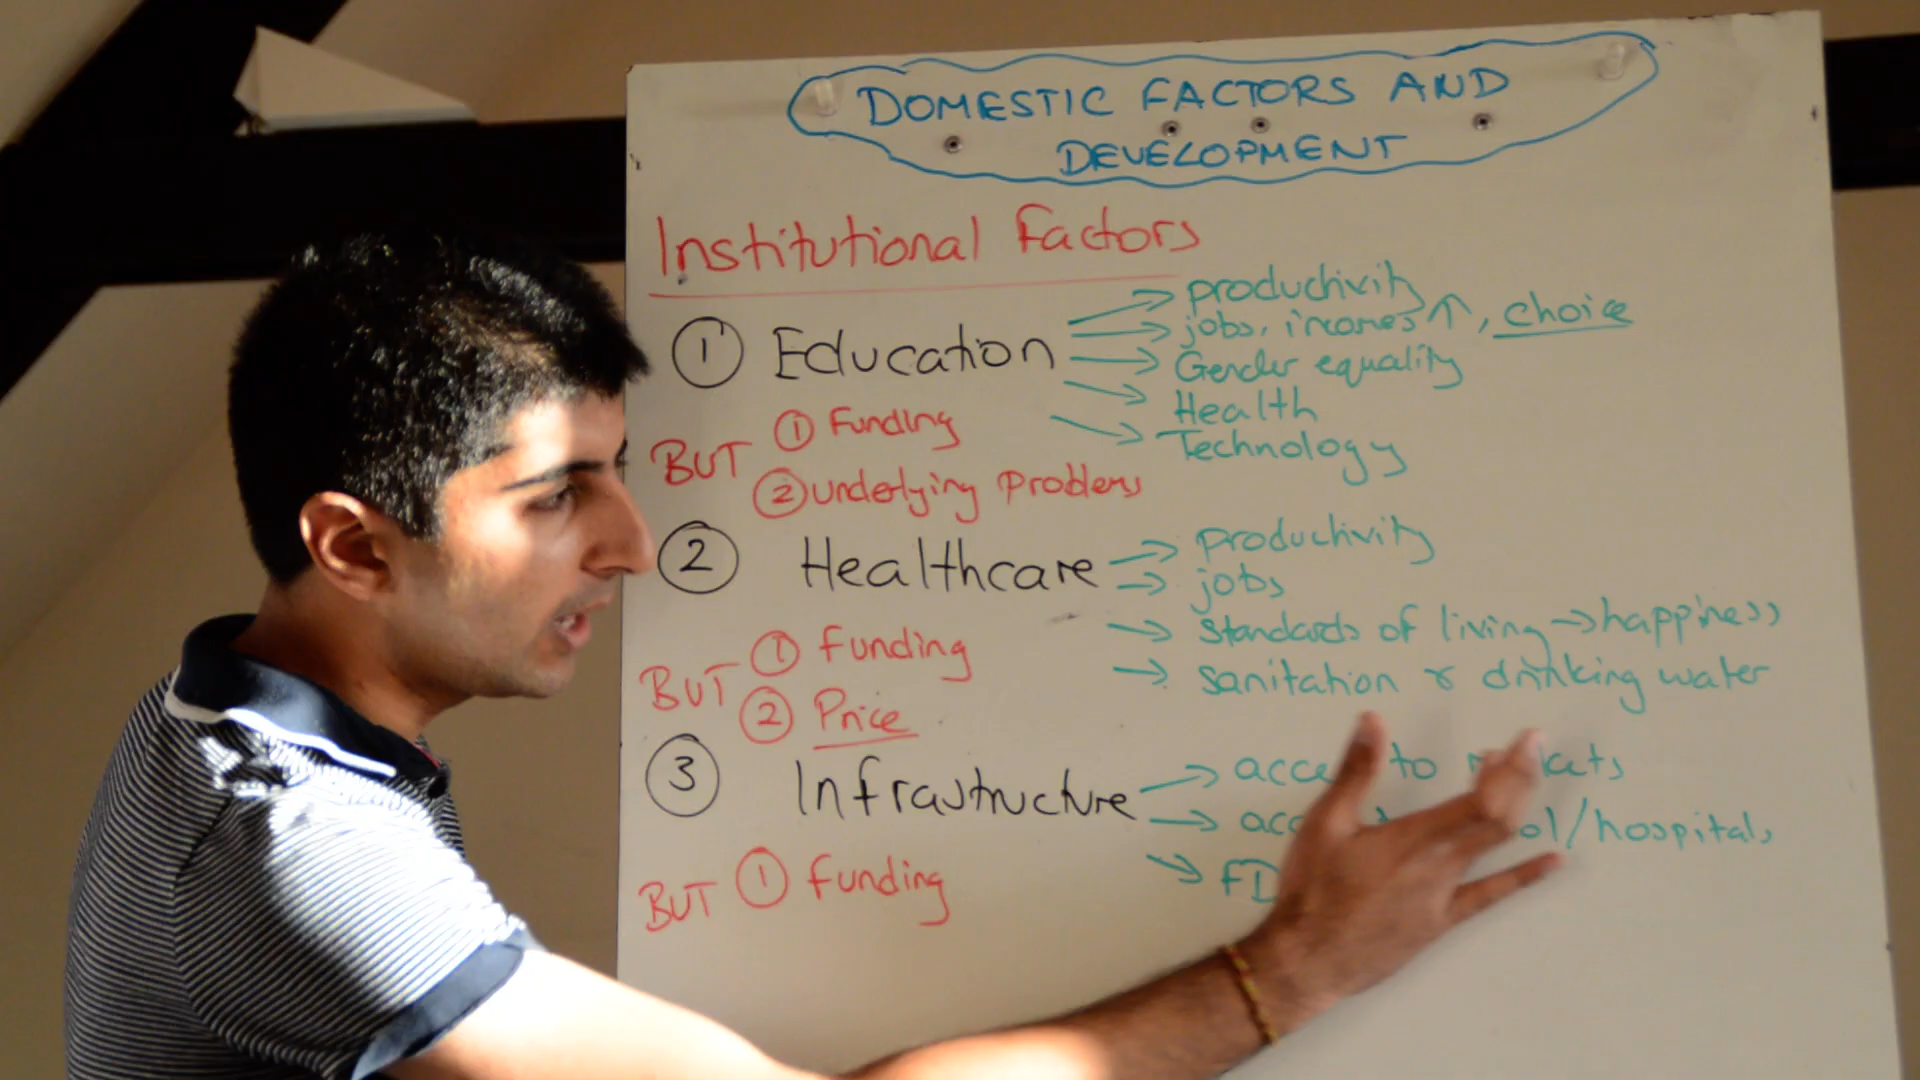 DOMESTIC FACTORS AND
DEVELOPMENT
Institutional Factors
① Education → productivity
→ jobs, incomes ↑, choice
→ Gender equality
→ Health
→ Technology
BUT ① Funding
② underlying problems
② Healthcare → productivity
→ jobs
→ standards of living → happiness
→ sanitation & drinking water
BUT ① Funding
② Price
③ Infrastructure → to
→ /hospitals
→ FD
BUT ① Funding